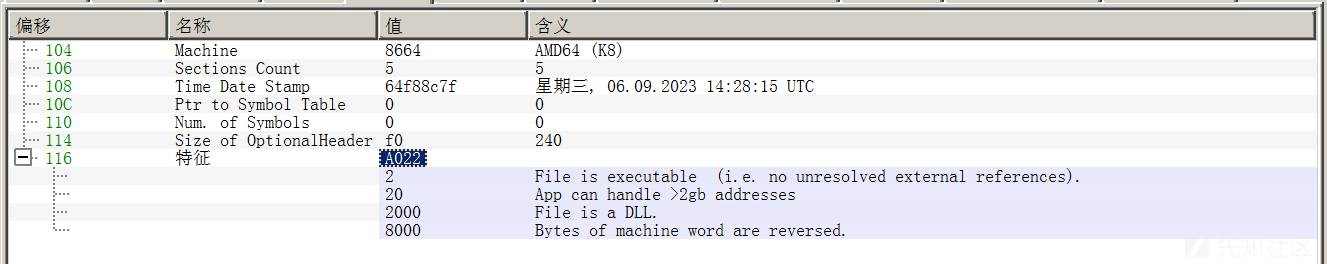 偏移 名称 值 含义
104 Machine 8664 AMD64 (K8)
106 Sections Count 5 5
108 Time Date Stamp 64f88c7f 星期三, 06.09.2023 14:28:15 UTC
10C Ptr to Symbol Table 0 0
110 Num. of Symbols 0 0
114 Size of OptionalHeader f0 240
116 特征 A022
2 File is executable (i.e. no unresolved external references).
20 App can handle >2gb addresses
2000 File is a DLL.
8000 Bytes of machine word are reversed.
先知社区